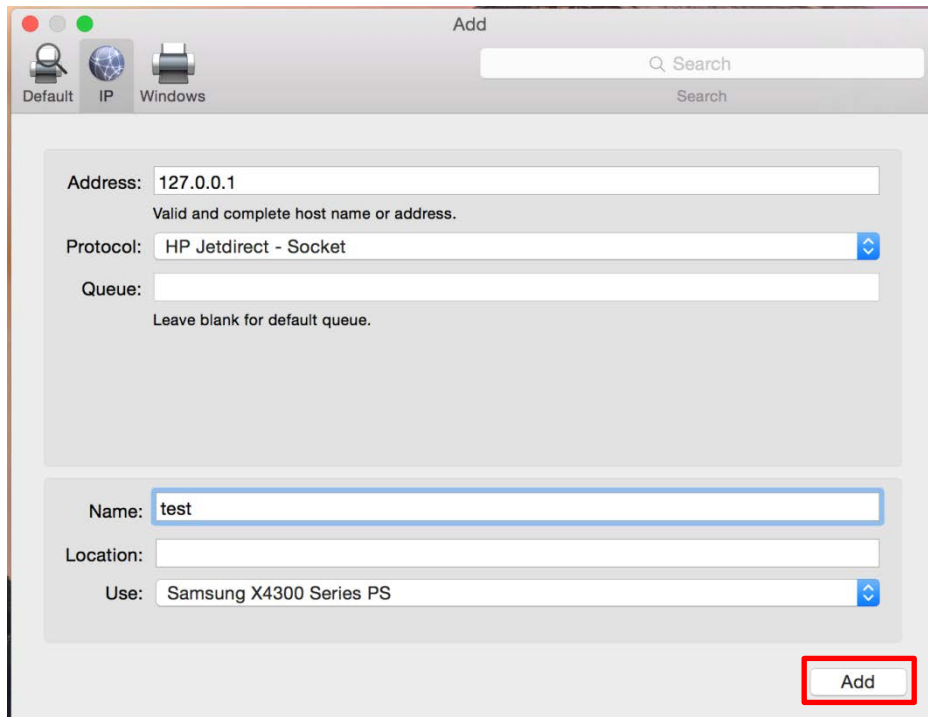 Add
Search
Default IP Windows Search
Address: 127.0.0.1
Valid and complete host name or address.
Protocol: HP Jetdirect - Socket
Queue:
Leave blank for default queue.
Name: test
Location:
Use: Samsung X4300 Series PS
Add